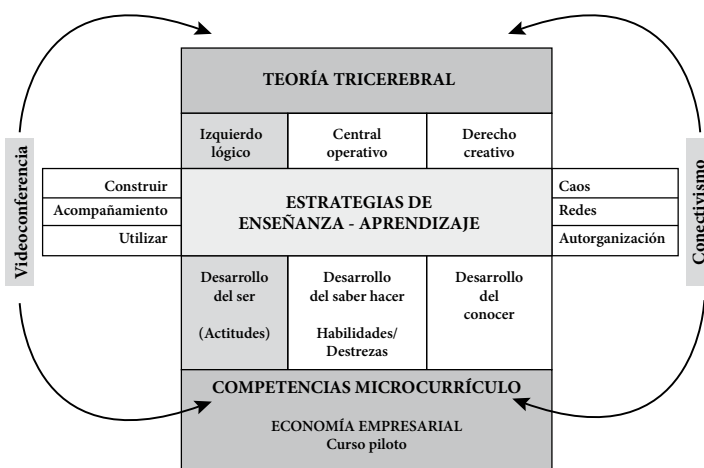 TEORÍA TRICEREBRAL
Izquierdo
lógico
Central
operativo
Derecho
creativo
Videoconferencia
Construir
Acompañamiento
Utilizar
ESTRATEGIAS DE
ENSEÑANZA - APRENDIZAJE
Caos
Redes
Autorganización
Conectivismo
Desarrollo
del ser
(Actitudes)
Desarrollo
del saber hacer
Habilidades/
Destrezas
Desarrollo
del
conocer
COMPETENCIAS MICROCURRÍCULO
ECONOMÍA EMPRESARIAL
Curso piloto